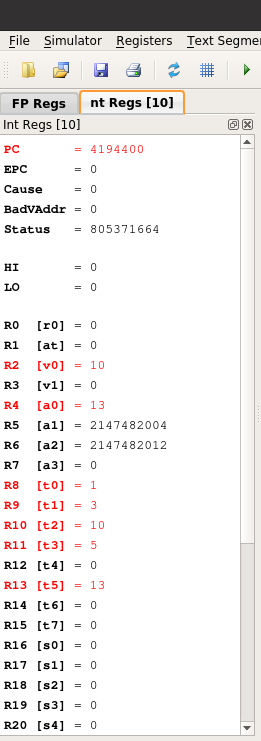 File Simulator Registers Text Segme
FP Regs nt Regs [10]
Int Regs [10]
PC = 4194400
EPC = 0
Cause = 0
BadVAddr = 0
Status = 805371664
HI = 0
LO = 0
R0 [r0] = 0
R1 [at] = 0
R2 [v0] = 10
R3 [v1] = 0
R4 [a0] = 13
R5 [a1] = 2147482004
R6 [a2] = 2147482012
R7 [a3] = 0
R8 [t0] = 1
R9 [t1] = 3
R10 [t2] = 10
R11 [t3] = 5
R12 [t4] = 0
R13 [t5] = 13
R14 [t6] = 0
R15 [t7] = 0
R16 [s0] = 0
R17 [s1] = 0
R18 [s2] = 0
R19 [s3] = 0
R20 [s4] = 0